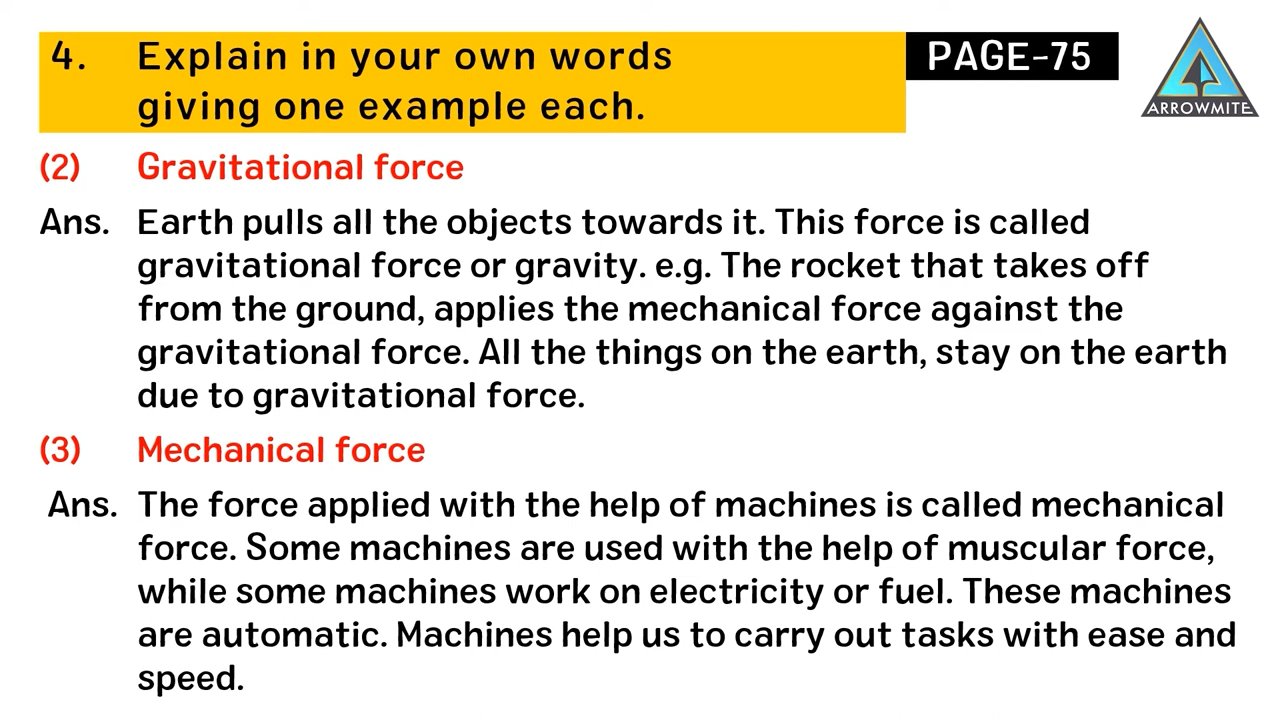 4. Explain in your own words
giving one example each.
PAGE-75
ARROWMITE
(2) Gravitational force
Ans. Earth pulls all the objects towards it. This force is called
gravitational force or gravity. e.g. The rocket that takes off
from the ground, applies the mechanical force against the
gravitational force. All the things on the earth, stay on the earth
due to gravitational force.
(3) Mechanical force
Ans. The force applied with the help of machines is called mechanical
force. Some machines are used with the help of muscular force,
while some machines work on electricity or fuel. These machines
are automatic. Machines help us to carry out tasks with ease and
speed.